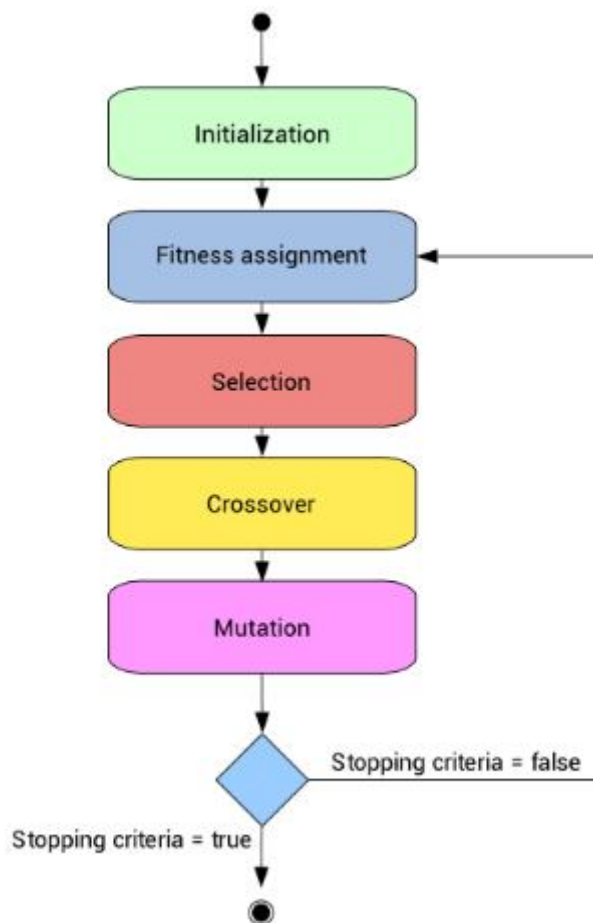 Initialization
Fitness assignment
Selection
Crossover
Mutation
Stopping criteria = false
Stopping criteria = true